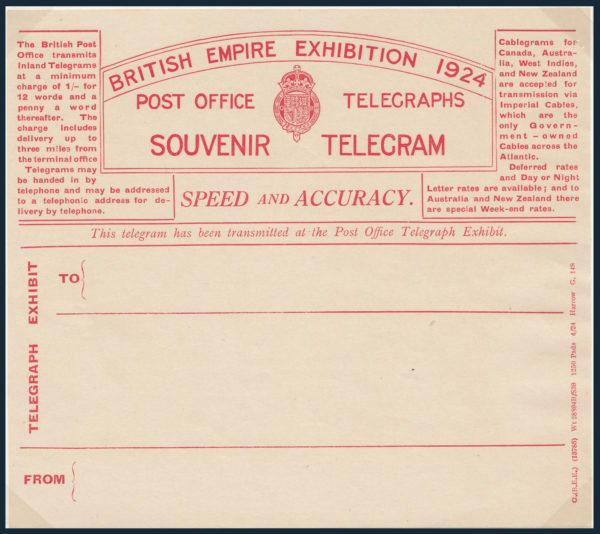 The British Post
Office transmits
Inland Telegrams
at a minimum
charge of 1/- for
12 words and a
penny a word
thereafter. The
charge includes
delivery up to
three miles from
the terminal office
Telegrams may
be handed in by
telephone and may be addressed
to a telephonic address for de-
livery by telephone.
BRITISH EMPIRE EXHIBITION 1924
POST OFFICE TELEGRAPHS
SOUVENIR TELEGRAM
SPEED AND ACCURACY.
Cablegrams for
Canada, Austra-
lia, West Indies,
and New Zealand
are accepted for
transmission via
Imperial Cables,
which are the
only Govern-
ment-owned
Cables across the
Atlantic.
Deferred rates
and Day or Night
Letter rates are available; and to
Australia and New Zealand there
are special Week-end rates.
This telegram has been transmitted at the Post Office Telegraph Exhibit.
TELEGRAPH EXHIBIT
TO
FROM
1250 Pads 4/24 Harrow G. 148